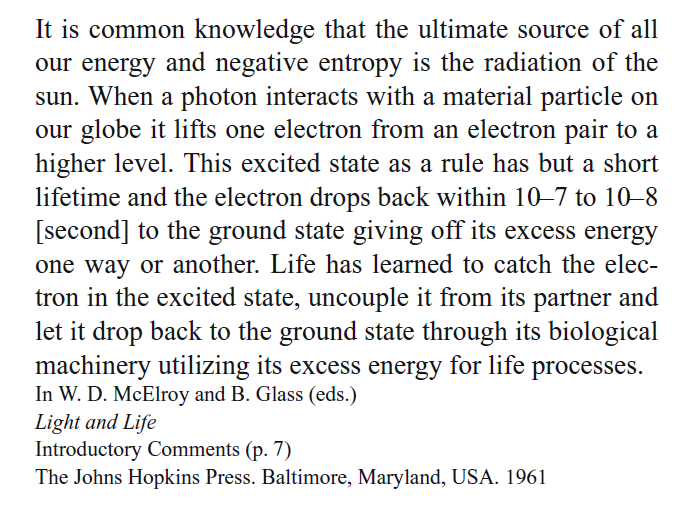 It is common knowledge that the ultimate source of all
our energy and negative entropy is the radiation of the
sun. When a photon interacts with a material particle on
our globe it lifts one electron from an electron pair to a
higher level. This excited state as a rule has but a short
lifetime and the electron drops back within 10–7 to 10–8
[second] to the ground state giving off its excess energy
one way or another. Life has learned to catch the elec-
tron in the excited state, uncouple it from its partner and
let it drop back to the ground state through its biological
machinery utilizing its excess energy for life processes.
In W. D. McElroy and B. Glass (eds.)
Light and Life
Introductory Comments (p. 7)
The Johns Hopkins Press. Baltimore, Maryland, USA. 1961